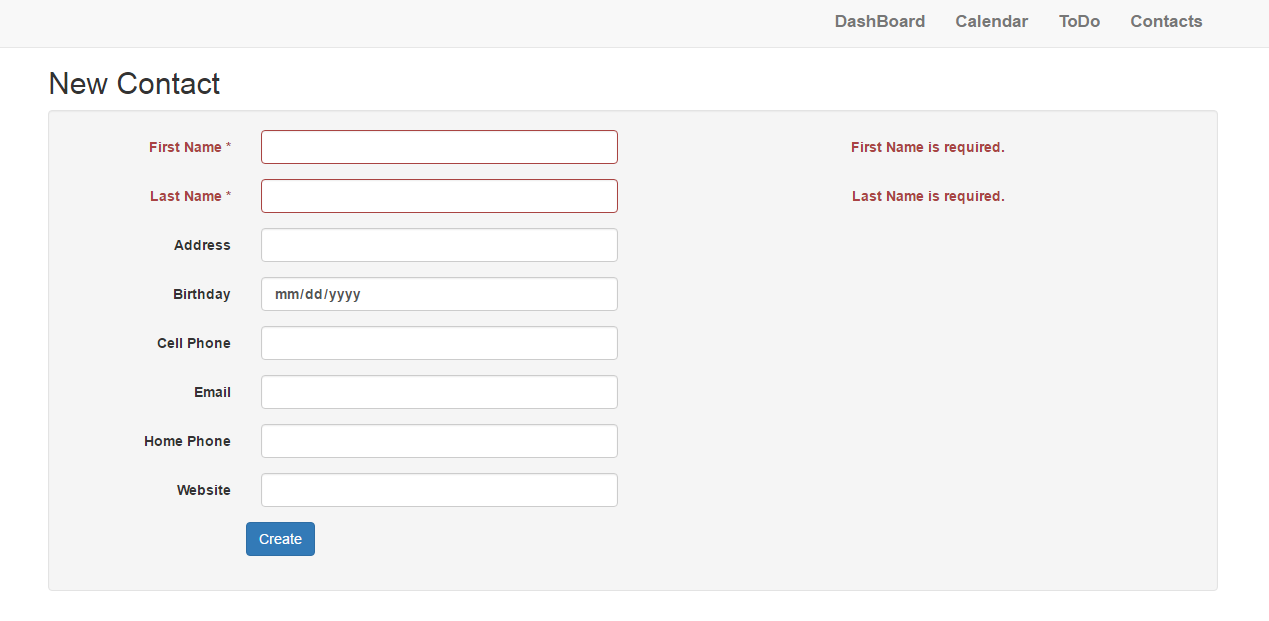 DashBoard Calendar ToDo Contacts
New Contact
First Name * First Name is required.
Last Name * Last Name is required.
Address
Birthday mm/dd/yyyy
Cell Phone
Email
Home Phone
Website
Create